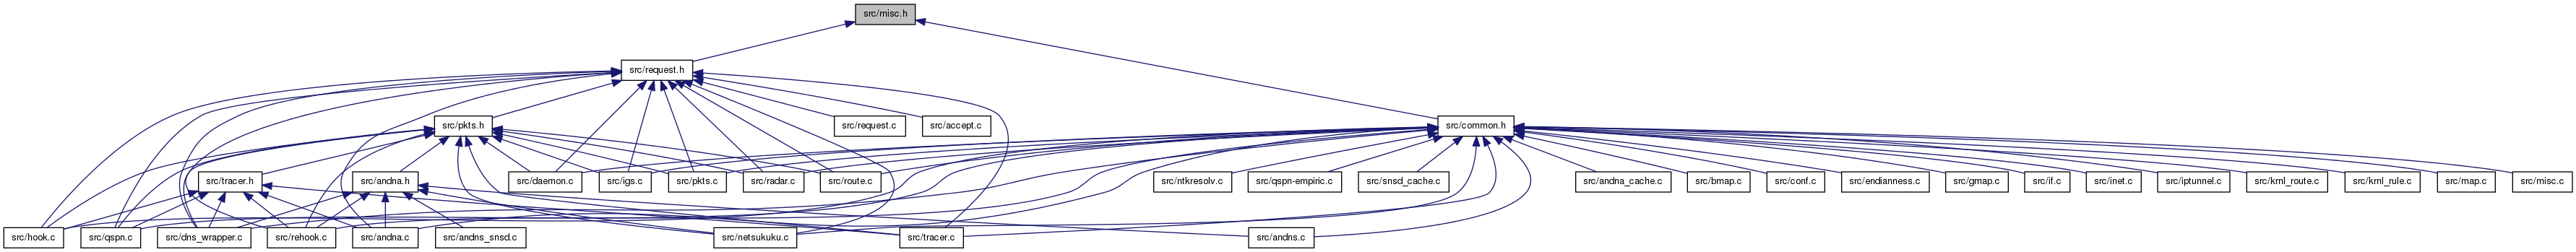 src/misc.h
src/request.h
src/pkts.h
src/request.c
src/accept.c
src/common.h
src/tracer.h
src/andna.h
src/daemon.c
src/igs.c
src/pkts.c
src/radar.c
src/route.c
src/ntkresolv.c
src/qspn-empiric.c
src/snsd_cache.c
src/andna_cache.c
src/bmap.c
src/conf.c
src/endianness.c
src/gmap.c
src/if.c
src/inet.c
src/iptunnel.c
src/krnl_route.c
src/krnl_rule.c
src/map.c
src/misc.c
src/hook.c
src/qspn.c
src/dns_wrapper.c
src/rehook.c
src/andna.c
src/andns_snsd.c
src/netsukuku.c
src/tracer.c
src/andns.c